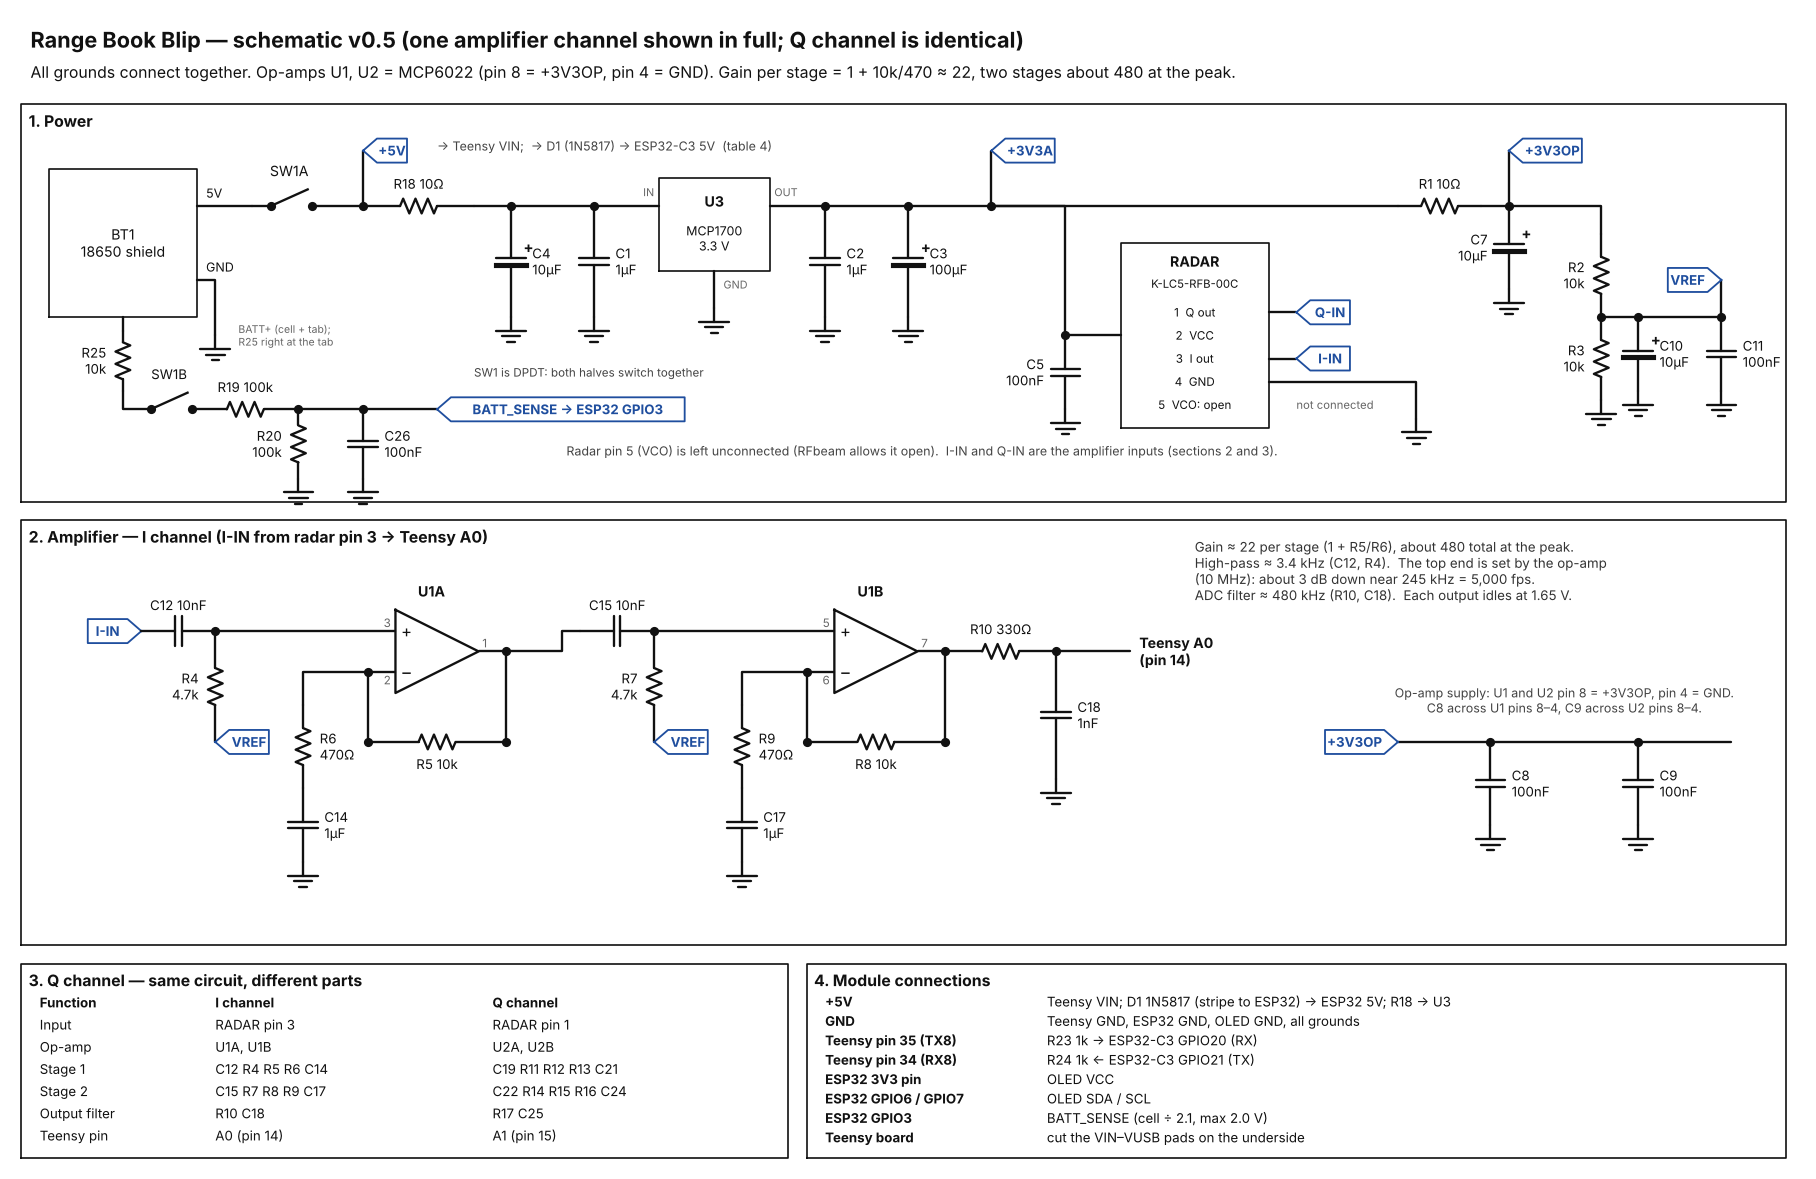 Range Book Blip — schematic v0.5 (one amplifier channel shown in full; Q channel is identical)
All grounds connect together. Op-amps U1, U2 = MCP6022 (pin 8 = +3V3OP, pin 4 = GND). Gain per stage = 1 + 10k/470 ≈ 22, two stages about 480 at the peak.
1. Power
+5V
→ Teensy VIN; → D1 (1N5817) → ESP32-C3 5V (table 4)
+3V3A
+3V3OP
SW1A
5V
R18 10Ω
IN
U3
MCP1700
3.3 V
OUT
GND
R1 10Ω
BT1
18650 shield
GND
+
C4
10µF
C1
1µF
C2
1µF
+
C3
100µF
RADAR
K-LC5-RFB-00C
1 Q out
2 VCC
3 I out
4 GND
5 VCO: open
Q-IN
I-IN
not connected
C7
10µF
+
R2
10k
VREF
R3
10k
+
C10
10µF
C11
100nF
C5
100nF
BATT+ (cell + tab);
R25 right at the tab
R25
10k
SW1B
R19 100k
SW1 is DPDT: both halves switch together
BATT_SENSE → ESP32 GPIO3
R20
100k
C26
100nF
Radar pin 5 (VCO) is left unconnected (RFbeam allows it open). I-IN and Q-IN are the amplifier inputs (sections 2 and 3).
2. Amplifier — I channel (I-IN from radar pin 3 → Teensy A0)
Gain ≈ 22 per stage (1 + R5/R6), about 480 total at the peak.
High-pass ≈ 3.4 kHz (C12, R4). The top end is set by the op-amp
(10 MHz): about 3 dB down near 245 kHz = 5,000 fps.
ADC filter ≈ 480 kHz (R10, C18). Each output idles at 1.65 V.
I-IN
C12 10nF
U1A
3
+
−
2
1
C15 10nF
U1B
5
+
−
6
7
R10 330Ω
Teensy A0
(pin 14)
R4
4.7k
VREF
R6
470Ω
R5 10k
C14
1µF
R7
4.7k
VREF
R9
470Ω
R8 10k
C17
1µF
C18
1nF
Op-amp supply: U1 and U2 pin 8 = +3V3OP, pin 4 = GND.
C8 across U1 pins 8–4, C9 across U2 pins 8–4.
+3V3OP
C8
100nF
C9
100nF
3. Q channel — same circuit, different parts
Function I channel Q channel
Input RADAR pin 3 RADAR pin 1
Op-amp U1A, U1B U2A, U2B
Stage 1 C12 R4 R5 R6 C14 C19 R11 R12 R13 C21
Stage 2 C15 R7 R8 R9 C17 C22 R14 R15 R16 C24
Output filter R10 C18 R17 C25
Teensy pin A0 (pin 14) A1 (pin 15)
4. Module connections
+5V Teensy VIN; D1 1N5817 (stripe to ESP32) → ESP32 5V; R18 → U3
GND Teensy GND, ESP32 GND, OLED GND, all grounds
Teensy pin 35 (TX8) R23 1k → ESP32-C3 GPIO20 (RX)
Teensy pin 34 (RX8) R24 1k ← ESP32-C3 GPIO21 (TX)
ESP32 3V3 pin OLED VCC
ESP32 GPIO6 / GPIO7 OLED SDA / SCL
ESP32 GPIO3 BATT_SENSE (cell ÷ 2.1, max 2.0 V)
Teensy board cut the VIN–VUSB pads on the underside